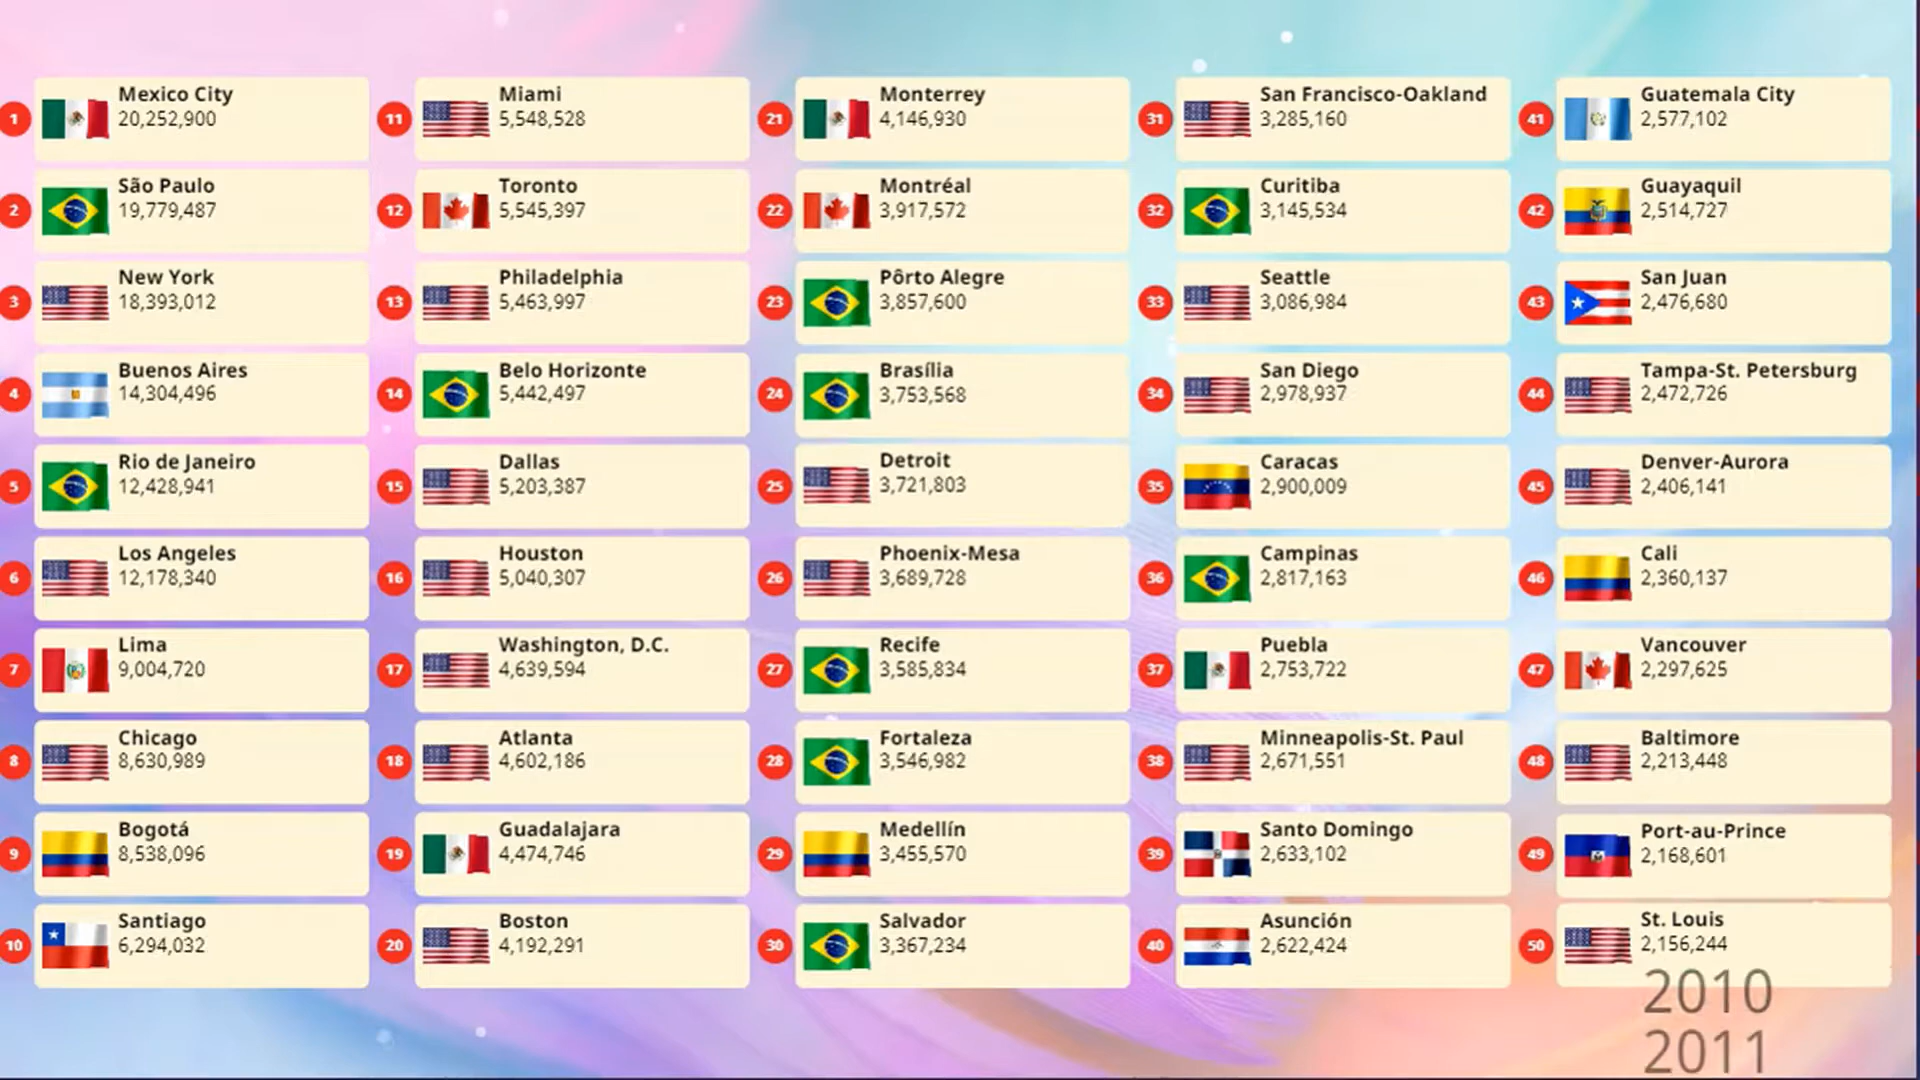 1
Mexico City
20,252,900
2
São Paulo
19,779,487
3
New York
18,393,012
4
Buenos Aires
14,304,496
5
Rio de Janeiro
12,428,941
6
Los Angeles
12,178,340
7
Lima
9,004,720
8
Chicago
8,630,989
9
Bogotá
8,538,096
10
Santiago
6,294,032
11
Miami
5,548,528
12
Toronto
5,545,397
13
Philadelphia
5,463,997
14
Belo Horizonte
5,442,497
15
Dallas
5,203,387
16
Houston
5,040,307
17
Washington, D.C.
4,639,594
18
Atlanta
4,602,186
19
Guadalajara
4,474,746
20
Boston
4,192,291
21
Monterrey
4,146,930
22
Montréal
3,917,572
23
Pôrto Alegre
3,857,600
24
Brasília
3,753,568
25
Detroit
3,721,803
26
Phoenix-Mesa
3,689,728
27
Recife
3,585,834
28
Fortaleza
3,546,982
29
Medellín
3,455,570
30
Salvador
3,367,234
31
San Francisco-Oakland
3,285,160
32
Curitiba
3,145,534
33
Seattle
3,086,984
34
San Diego
2,978,937
35
Caracas
2,900,009
36
Campinas
2,817,163
37
Puebla
2,753,722
38
Minneapolis-St. Paul
2,671,551
39
Santo Domingo
2,633,102
40
Asunción
2,622,424
41
Guatemala City
2,577,102
42
Guayaquil
2,514,727
43
San Juan
2,476,680
44
Tampa-St. Petersburg
2,472,726
45
Denver-Aurora
2,406,141
46
Cali
2,360,137
47
Vancouver
2,297,625
48
Baltimore
2,213,448
49
Port-au-Prince
2,168,601
50
St. Louis
2,156,244
2010
2011